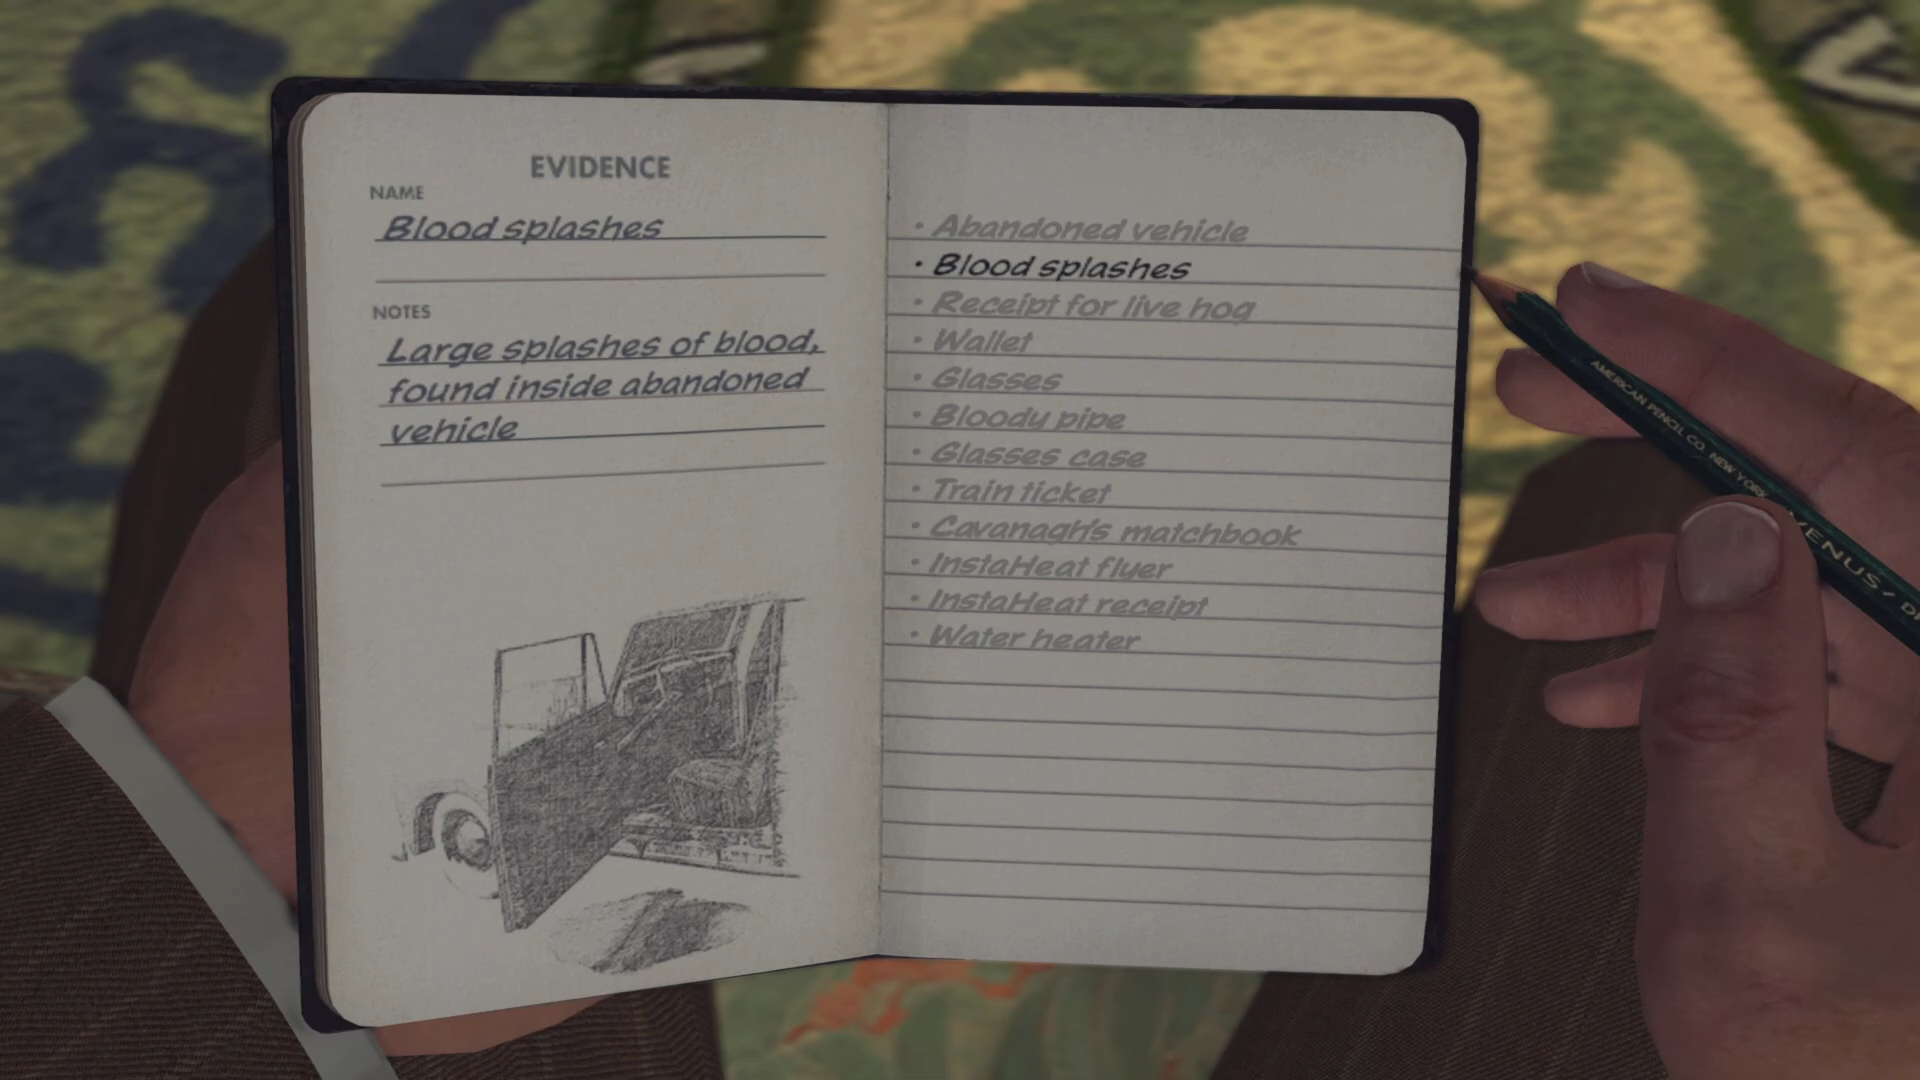 EVIDENCE
NAME
Blood splashes
NOTES
Large splashes of blood,
found inside abandoned
vehicle
• Abandoned vehicle
• Blood splashes
• Receipt for live hog
• Wallet
• Glasses
• Bloody pipe
• Glasses case
• Train ticket
• Cavanagh's matchbook
• InstaHeat flyer
• InstaHeat receipt
• Water heater
AMERICAN PENCIL CO. NEW YORK
VENUS